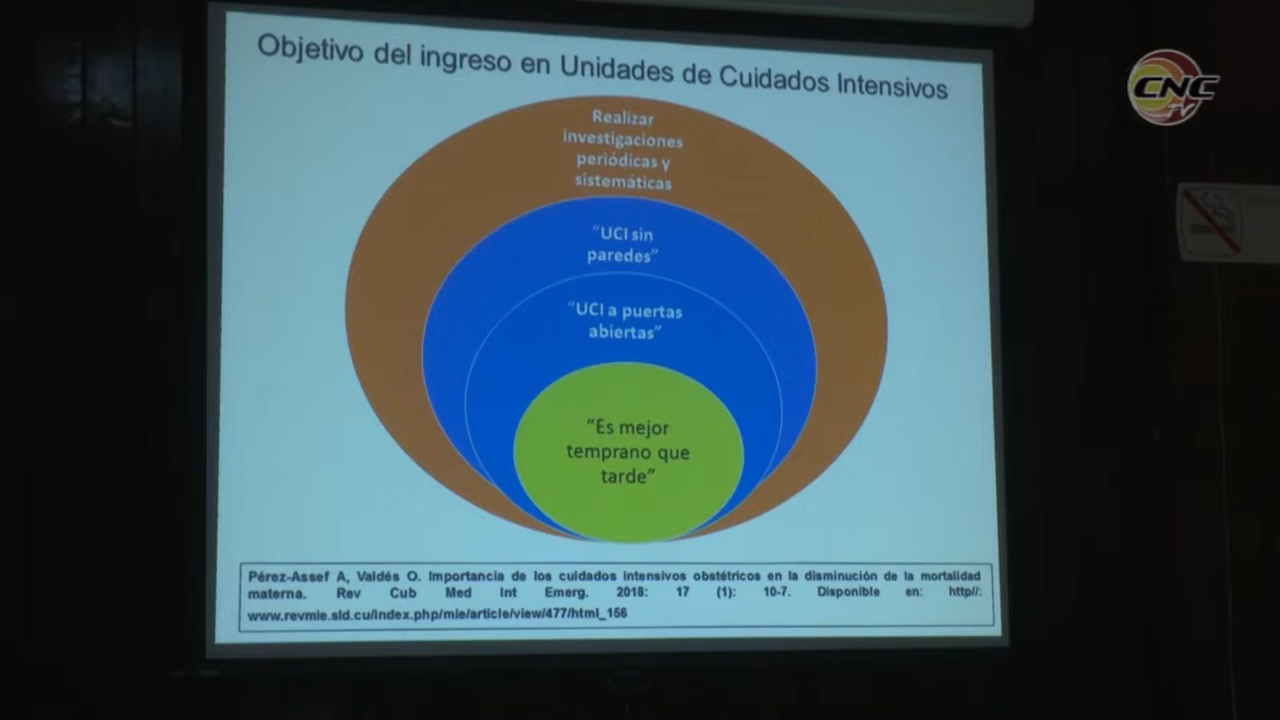 Objetivo del ingreso en Unidades de Cuidados Intensivos
CNC
TV
Realizar
investigaciones
periódicas y
sistemáticas
“UCI sin
paredes”
“UCI a puertas
abiertas”
“Es mejor
temprano que
tarde”
Pérez-Assef A, Valdés O. Importancia de los cuidados intensivos obstétricos en la disminución de la mortalidad
materna. Rev Cub Med Int Emerg. 2018: 17 (1): 10-7. Disponible en: http//:
www.revmie.sld.cu/index.php/mie/article/view/477/html_156